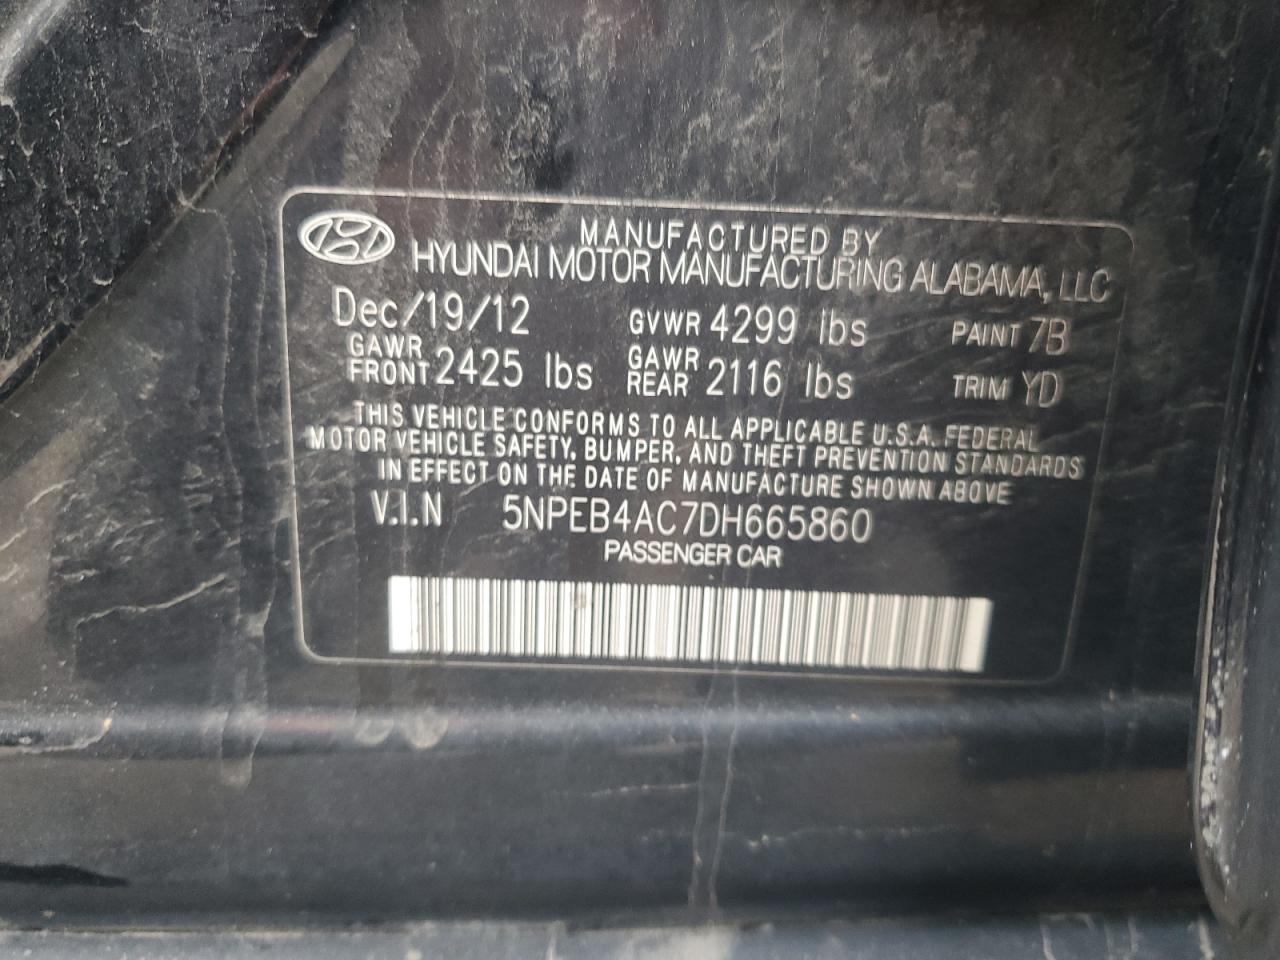 MANUFACTURED BY
HYUNDAI MOTOR MANUFACTURING ALABAMA, LLC
Dec/19/12 GVWR 4299 lbs PAINT 7B
GAWR FRONT 2425 lbs GAWR REAR 2116 lbs TRIM YD
THIS VEHICLE CONFORMS TO ALL APPLICABLE U.S.A. FEDERAL
MOTOR VEHICLE SAFETY, BUMPER, AND THEFT PREVENTION STANDARDS
IN EFFECT ON THE DATE OF MANUFACTURE SHOWN ABOVE
V.I.N 5NPEB4AC7DH665860
PASSENGER CAR